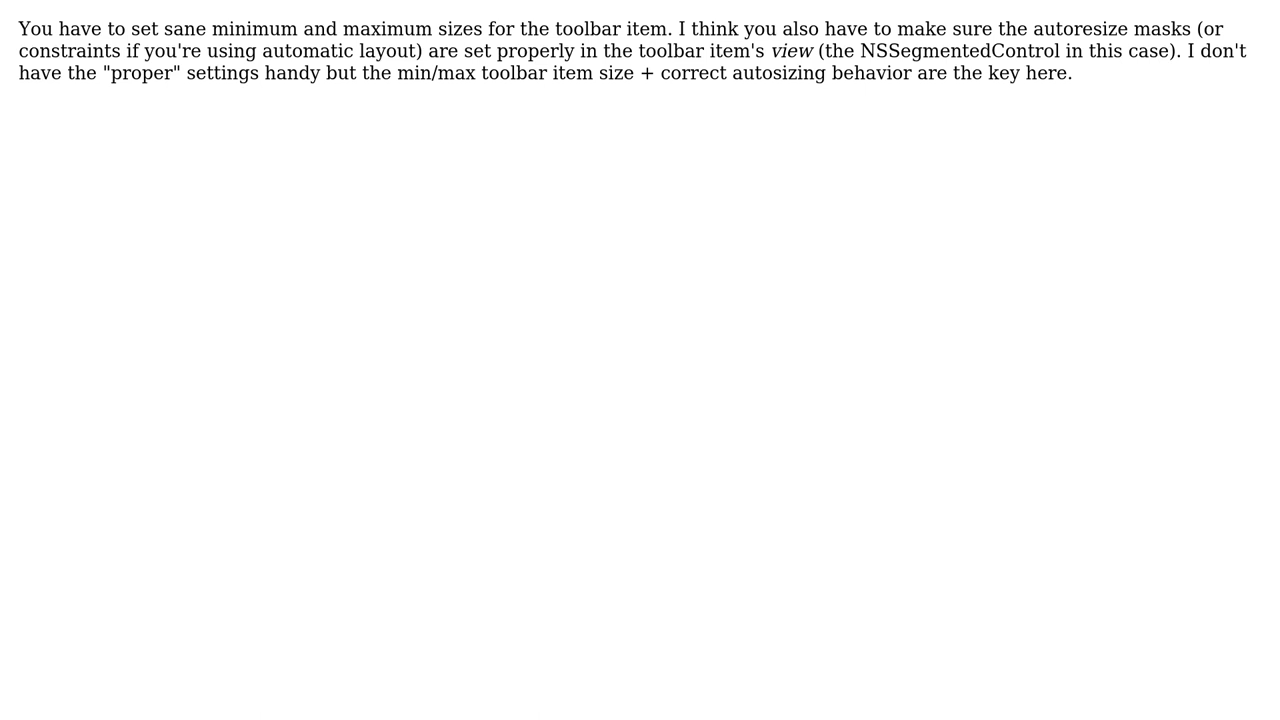 You have to set sane minimum and maximum sizes for the toolbar item. I think you also have to make sure the autoresize masks (or
constraints if you're using automatic layout) are set properly in the toolbar item's view (the NSSegmentedControl in this case). I don't
have the "proper" settings handy but the min/max toolbar item size + correct autosizing behavior are the key here.